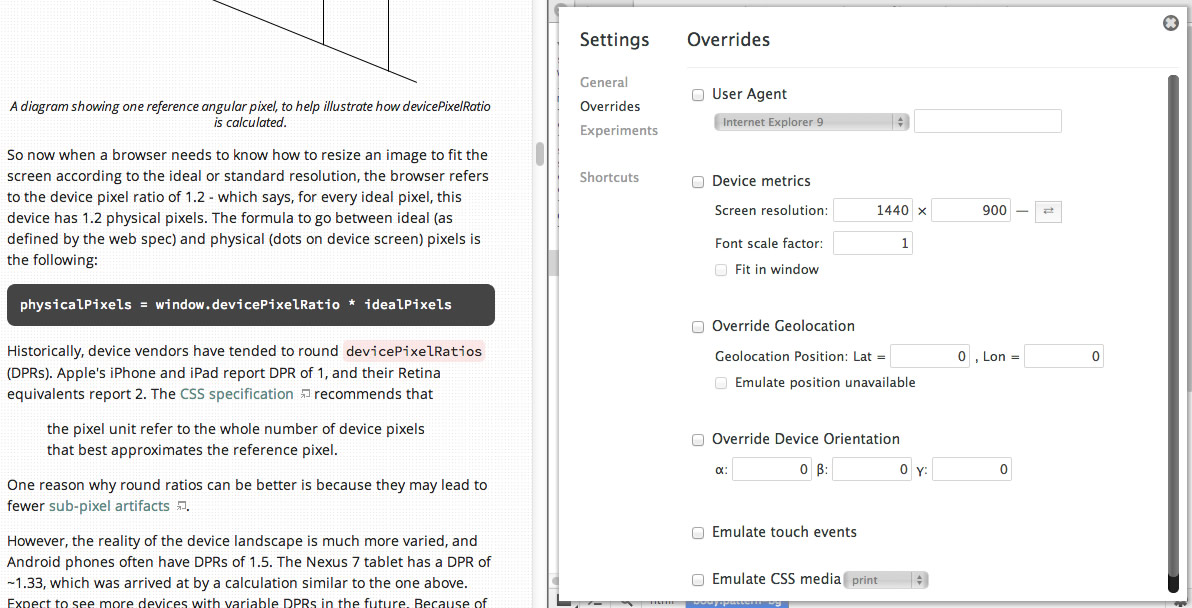 A diagram showing one reference angular pixel, to help illustrate how devicePixelRatio
is calculated.
So now when a browser needs to know how to resize an image to fit the
screen according to the ideal or standard resolution, the browser refers
to the device pixel ratio of 1.2 - which says, for every ideal pixel, this
device has 1.2 physical pixels. The formula to go between ideal (as
defined by the web spec) and physical (dots on device screen) pixels is
the following:
physicalPixels = window.devicePixelRatio * idealPixels
Historically, device vendors have tended to round devicePixelRatios
(DPRs). Apple's iPhone and iPad report DPR of 1, and their Retina
equivalents report 2. The CSS specification recommends that
the pixel unit refer to the whole number of device pixels
that best approximates the reference pixel.
One reason why round ratios can be better is because they may lead to
fewer sub-pixel artifacts.
However, the reality of the device landscape is much more varied, and
Android phones often have DPRs of 1.5. The Nexus 7 tablet has a DPR of
~1.33, which was arrived at by a calculation similar to the one above.
Expect to see more devices with variable DPRs in the future. Because of
Settings
General
Overrides
Experiments
Shortcuts
Overrides
User Agent
Internet Explorer 9
Device metrics
Screen resolution: 1440 × 900 —
Font scale factor: 1
Fit in window
Override Geolocation
Geolocation Position: Lat = 0 , Lon = 0
Emulate position unavailable
Override Device Orientation
α: 0 β: 0 γ: 0
Emulate touch events
Emulate CSS media print
html body.pattern-bg